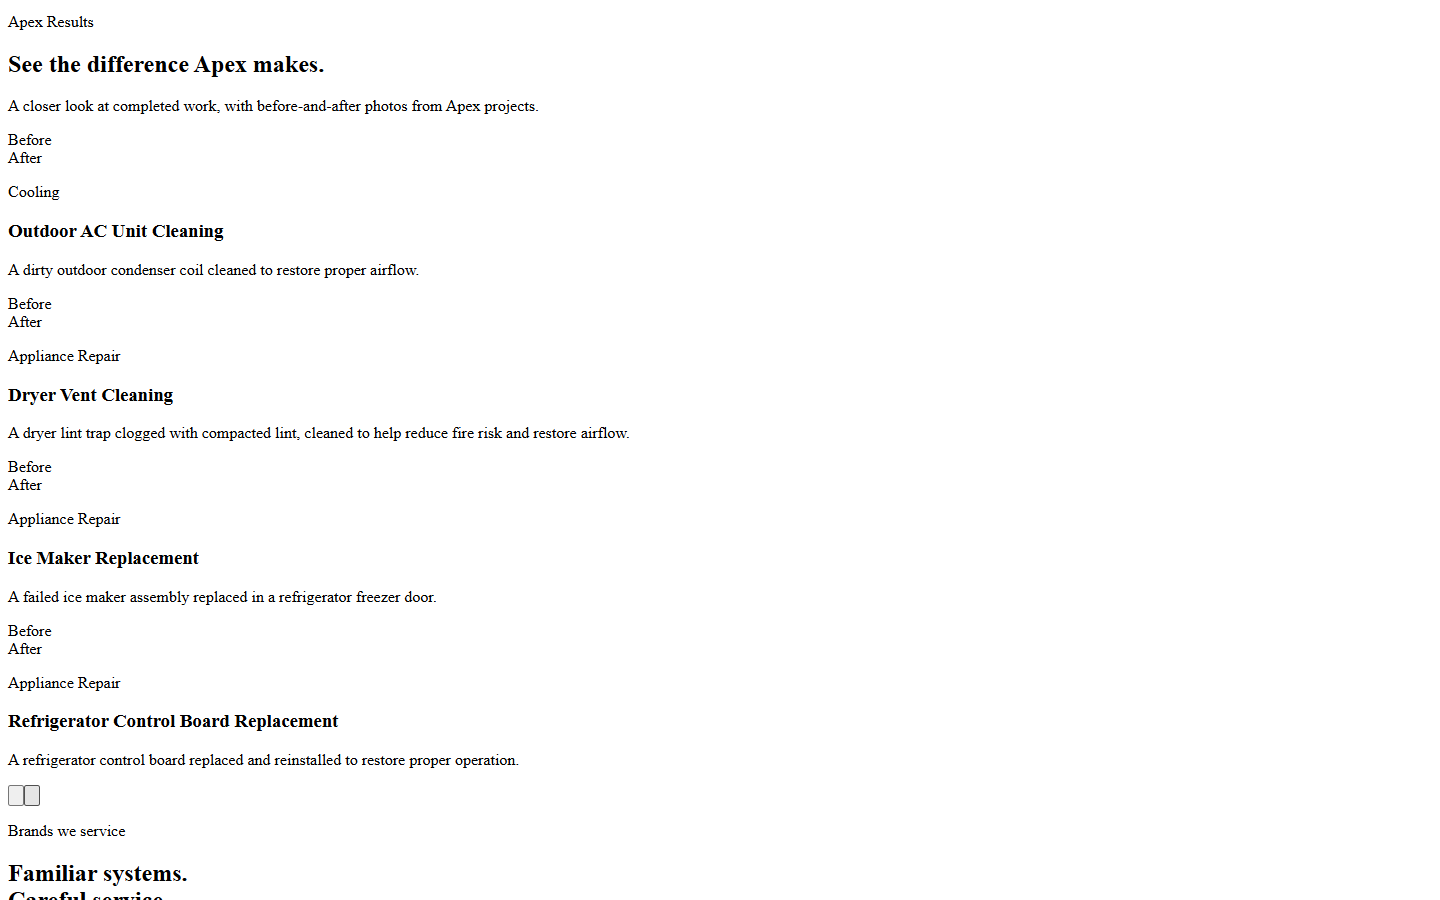 Apex Results
See the difference Apex makes.
A closer look at completed work, with before-and-after photos from Apex projects.
Before
After
Cooling
Outdoor AC Unit Cleaning
A dirty outdoor condenser coil cleaned to restore proper airflow.
Before
After
Appliance Repair
Dryer Vent Cleaning
A dryer lint trap clogged with compacted lint, cleaned to help reduce fire risk and restore airflow.
Before
After
Appliance Repair
Ice Maker Replacement
A failed ice maker assembly replaced in a refrigerator freezer door.
Before
After
Appliance Repair
Refrigerator Control Board Replacement
A refrigerator control board replaced and reinstalled to restore proper operation.
Brands we service
Familiar systems.
Careful service.